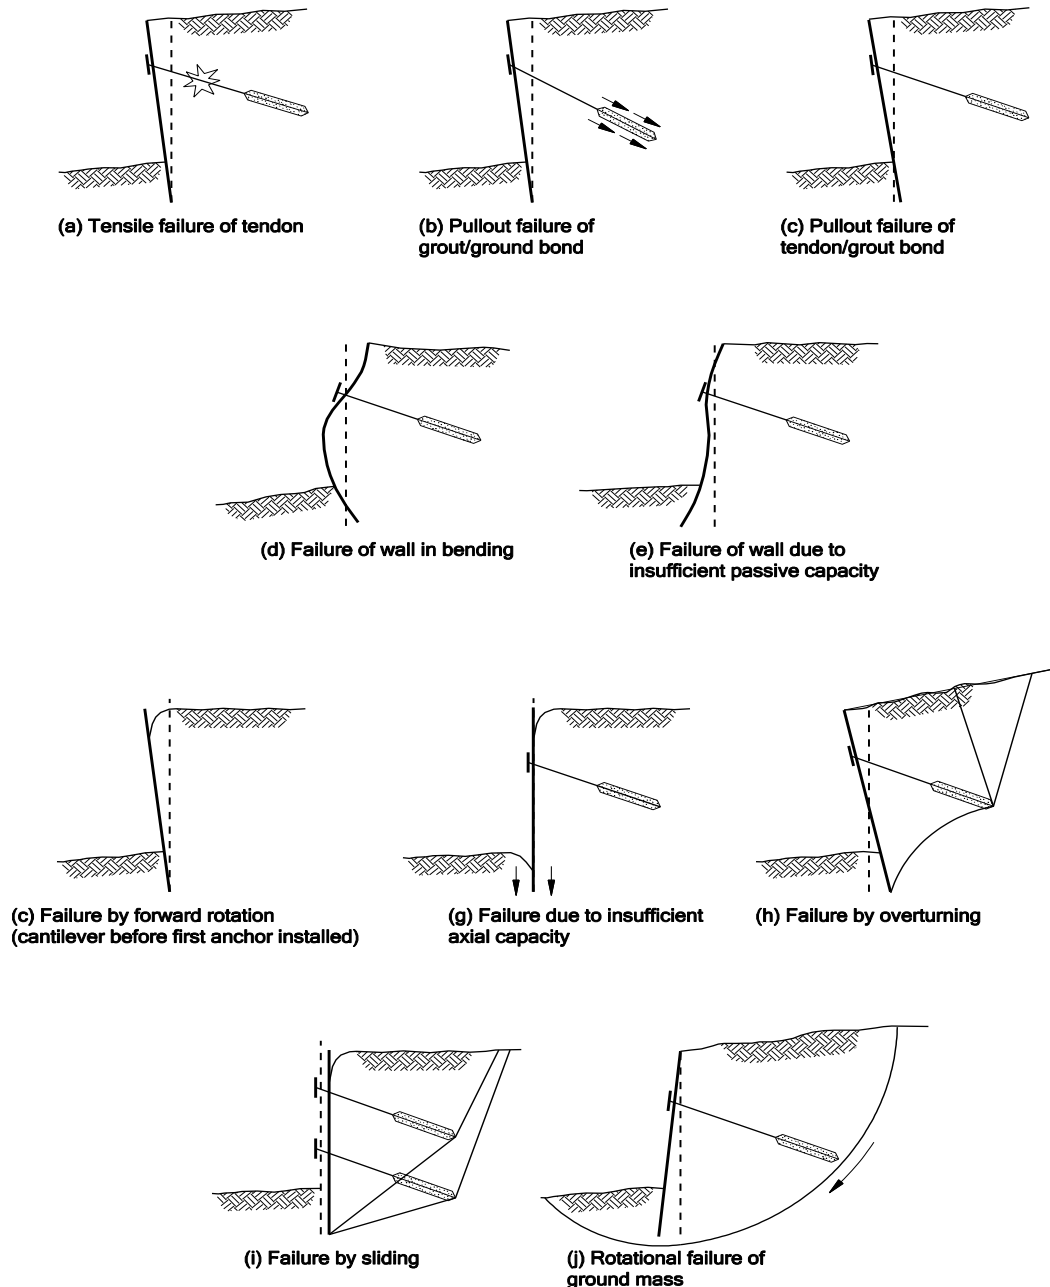 (a) Tensile failure of tendon
(b) Pullout failure of
grout/ground bond
(c) Pullout failure of
tendon/grout bond
(d) Failure of wall in bending
(e) Failure of wall due to
insufficient passive capacity
(c) Failure by forward rotation
(cantilever before first anchor installed)
(g) Failure due to insufficient
axial capacity
(h) Failure by overturning
(i) Failure by sliding
(j) Rotational failure of
ground mass